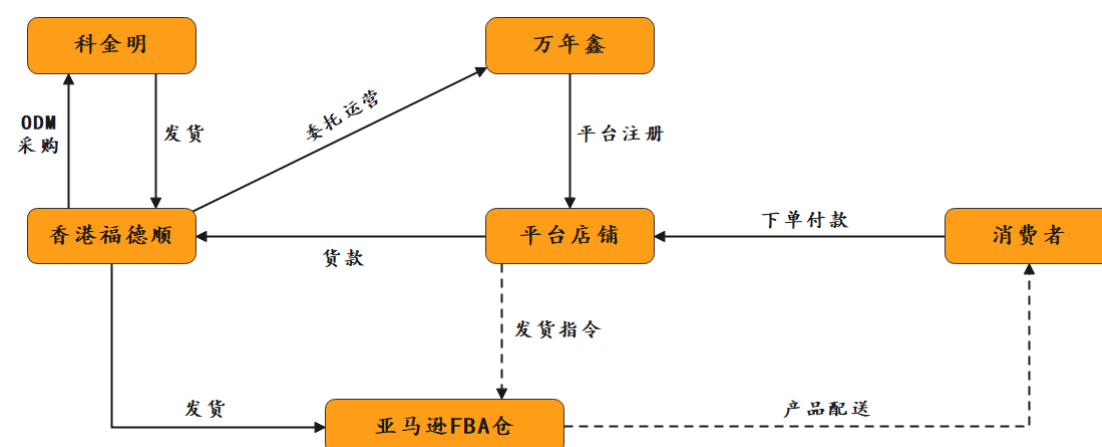 科金明
万年鑫
ODM
采购
发货
委托运营
平台注册
香港福德顺
平台店铺
消费者
下单付款
货款
发货指令
发货
亚马逊FBA仓
产品配送